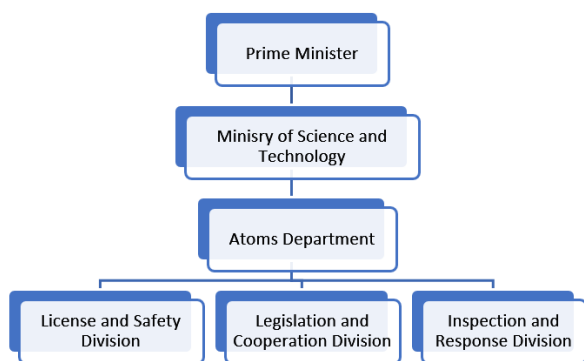 Prime Minister
Minisry of Science and
Technology
Atoms Department
License and Safety
Division
Legislation and
Cooperation Division
Inspection and
Response Division